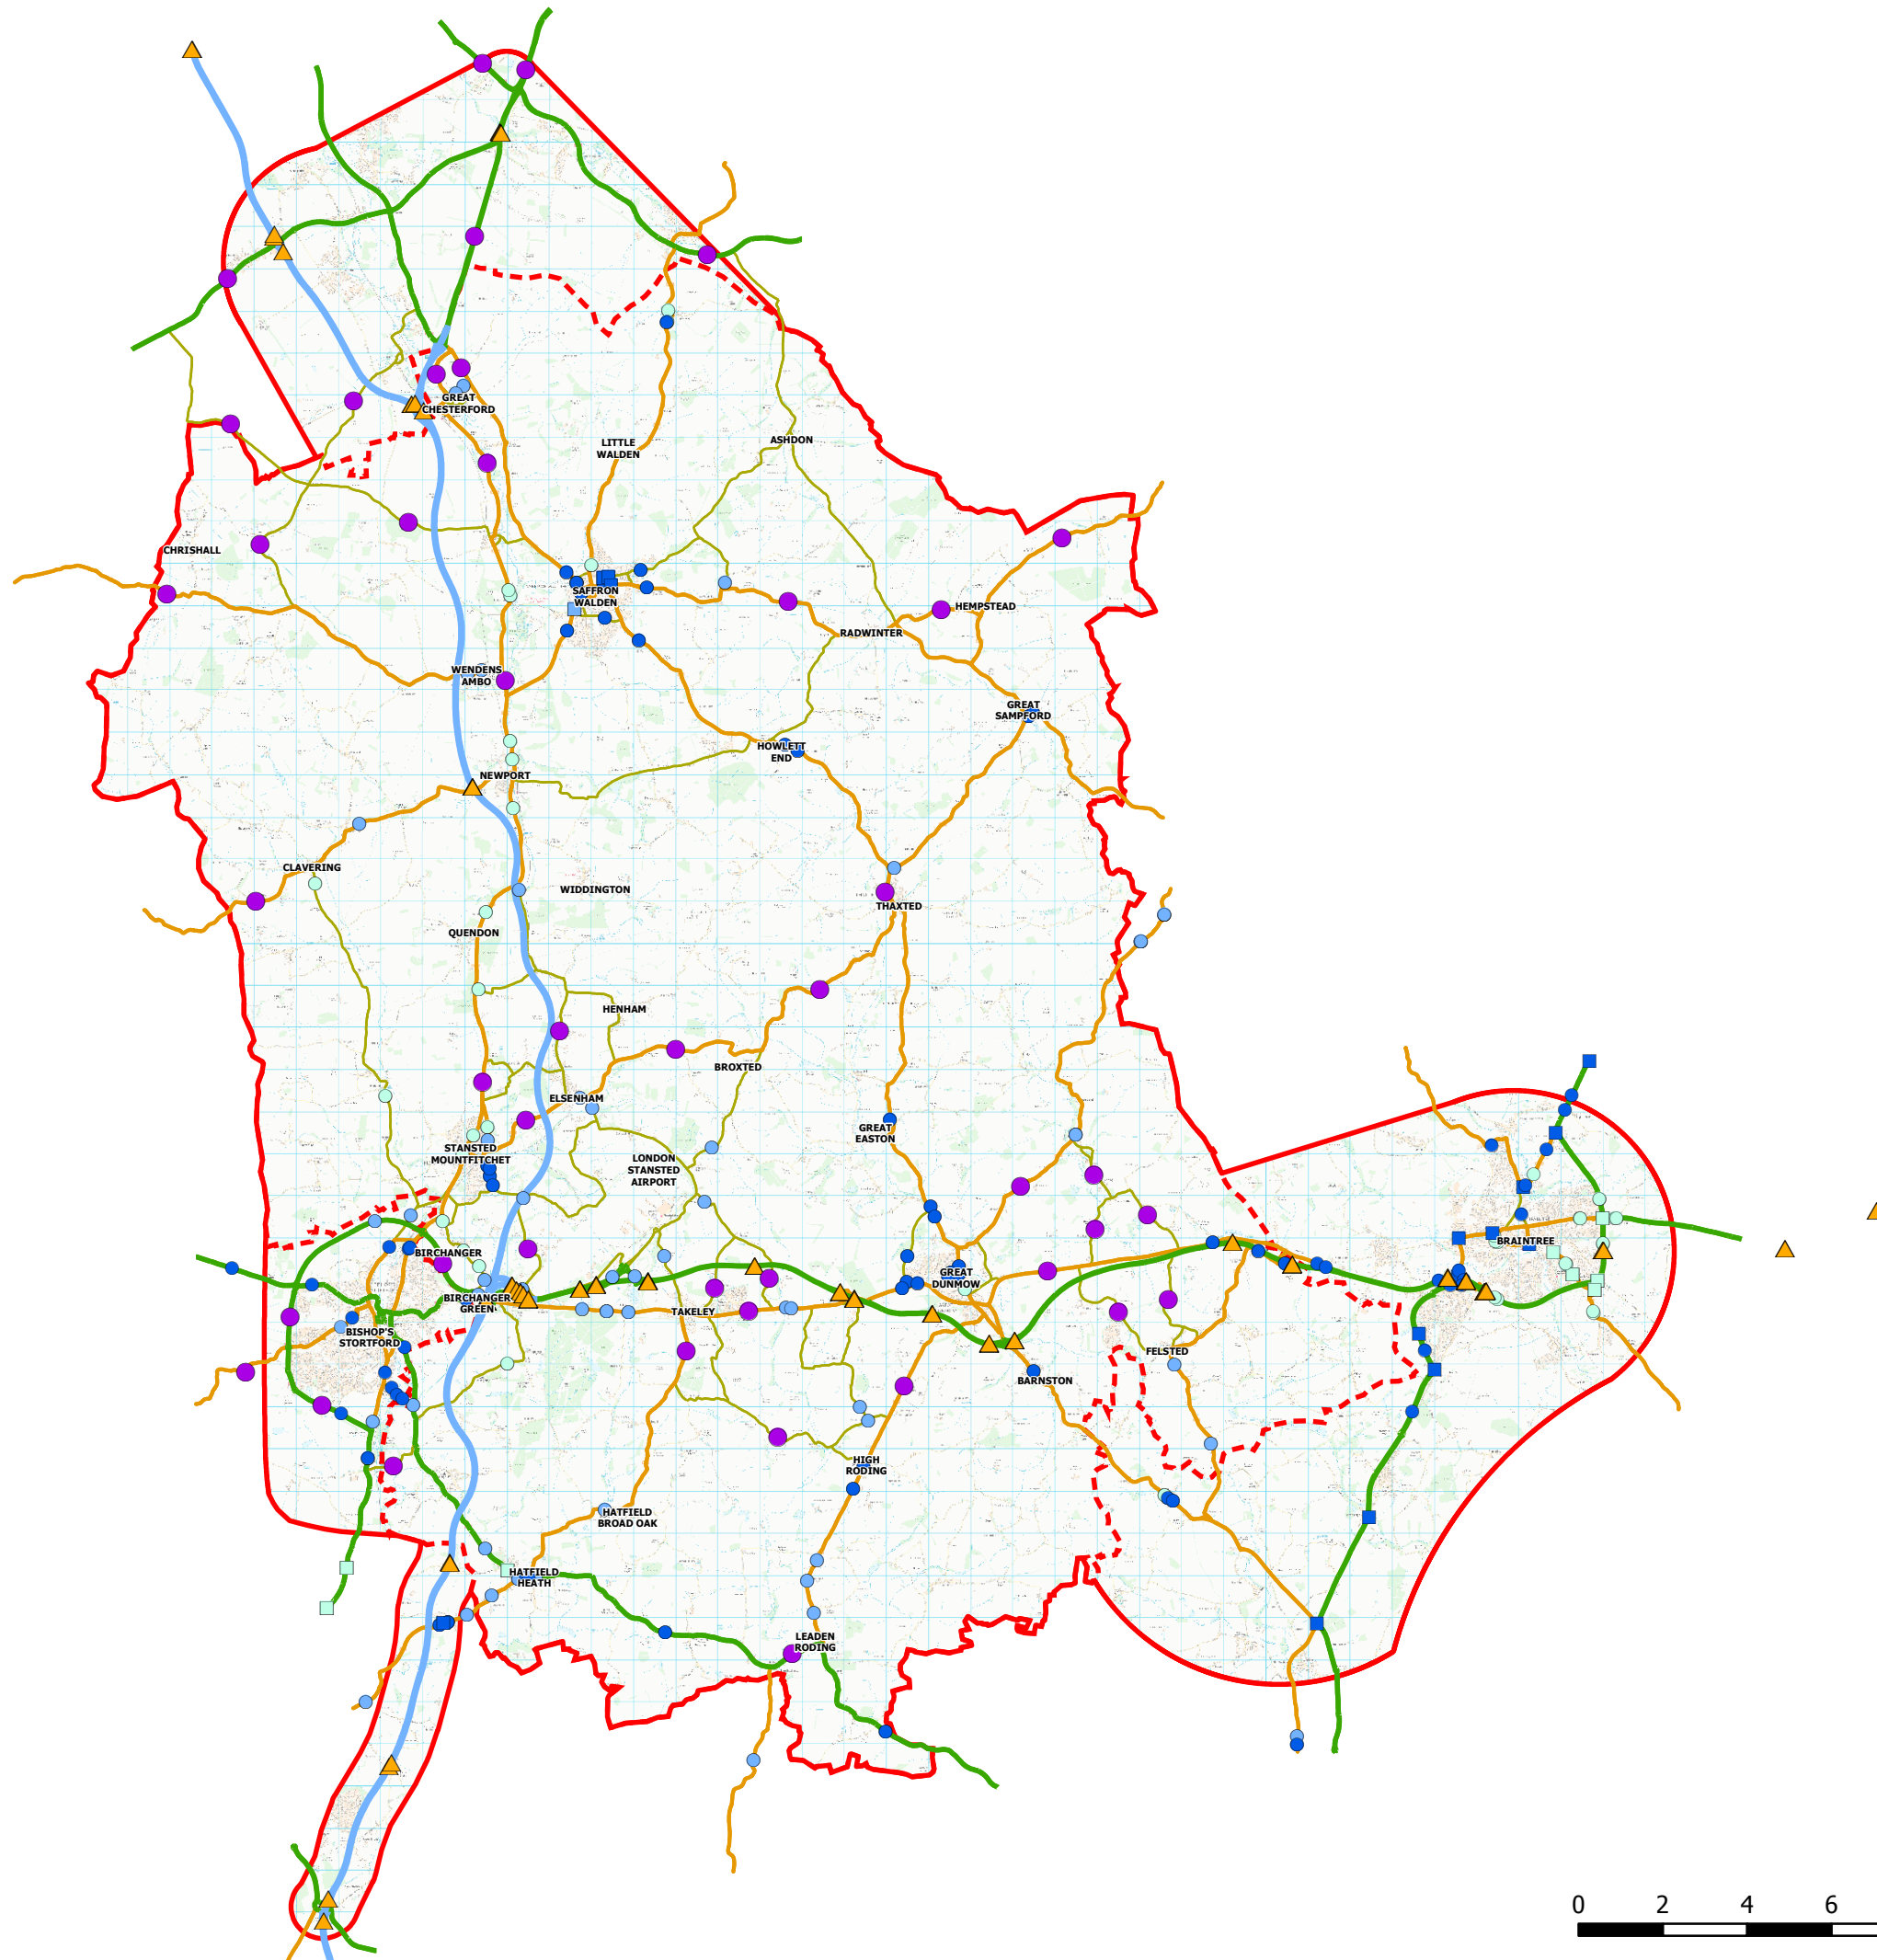 GREAT
CHESTERFORD
LITTLE
WALDEN
ASHDON
CHRISHALL
SAFFRON
WALDEN
HEMPSTEAD
RADWINTER
WENDENS
AMBO
GREAT
SAMPFORD
HOWLETT
END
NEWPORT
CLAVERING
WIDDINGTON
THAXTED
QUENDON
HENHAM
BROXTED
ELSENHAM
GREAT
EASTON
STANSTED
MOUNTFITCHET
LONDON
STANSTED
AIRPORT
BRAINTREE
BIRCHANGER
GREAT
DUNMOW
BIRCHANGER
GREEN
TAKELEY
BISHOP'S
STORTFORD
FELSTED
BARNSTON
HIGH
RODING
HATFIELD
BROAD OAK
HATFIELD
HEATH
LEADEN
RODING
0 2 4 6